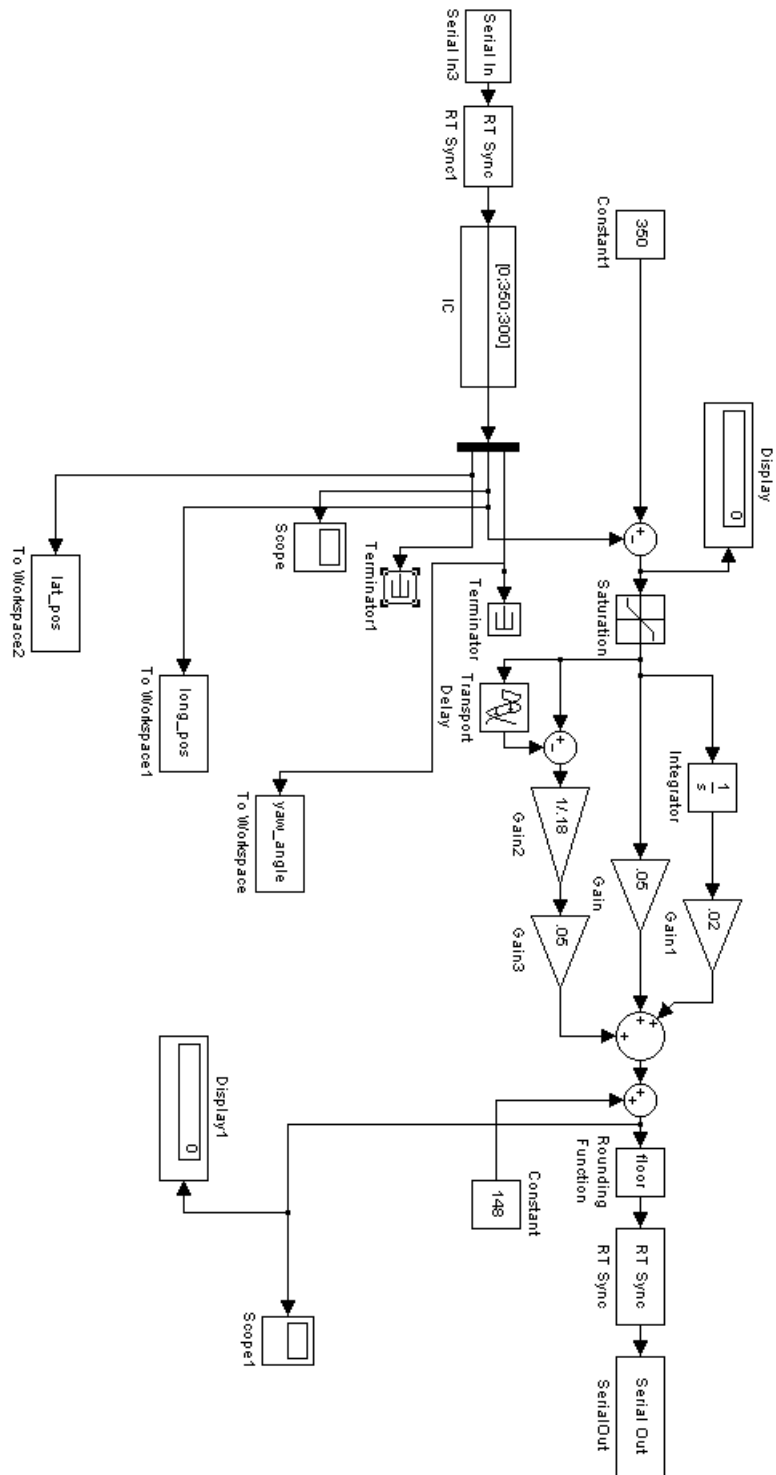 Display
0
350
Constant1
+
-
Saturation
1
s
Integrator
.02
Gain1
.05
Gain
Transport
Delay
+
-
1/.18
Gain2
.05
Gain3
+
+
+
+
+
floor
Rounding
Function
RT Sync
RT Sync
Serial Out
SerialOut
148
Constant
Serial In
Serial In3
RT Sync
RT Sync1
[0;350;300]
IC
Terminator
Terminator1
Scope
yaw_angle
To Workspace
long_pos
To Workspace1
lat_pos
To Workspace2
0
Display1
Scope1